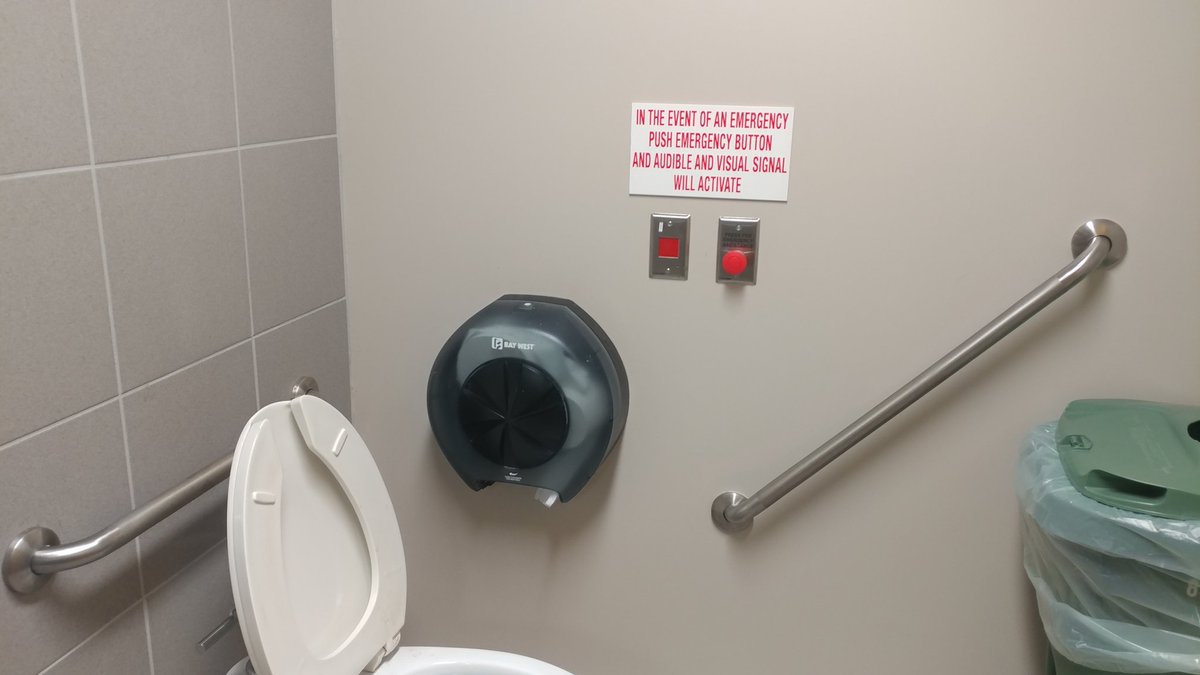 IN THE EVENT OF AN EMERGENCY
PUSH EMERGENCY BUTTON
AND AUDIBLE AND VISUAL SIGNAL
WILL ACTIVATE
BAY WEST